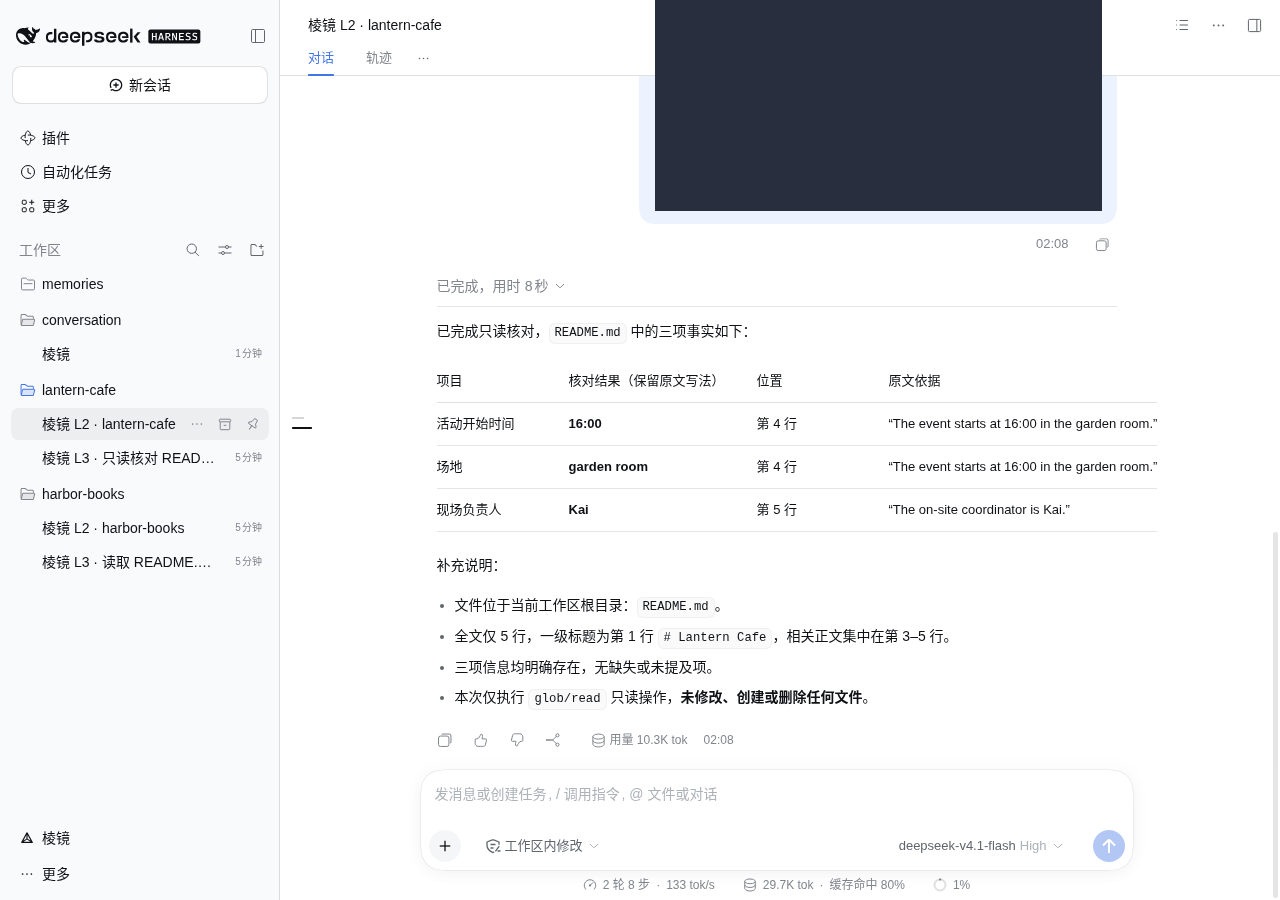 deepseek HARNESS
新会话
插件
自动化任务
更多
工作区
memories
conversation
棱镜 1分钟
lantern-cafe
棱镜 L2 · lantern-cafe
棱镜 L3 · 只读核对 READ… 5分钟
harbor-books
棱镜 L2 · harbor-books 5分钟
棱镜 L3 · 读取 README.… 5分钟
棱镜
更多
棱镜 L2 · lantern-cafe
对话 轨迹
02:08
已完成，用时 8秒
已完成只读核对，README.md 中的三项事实如下：
项目 核对结果（保留原文写法） 位置 原文依据
活动开始时间 16:00 第 4 行 “The event starts at 16:00 in the garden room.”
场地 garden room 第 4 行 “The event starts at 16:00 in the garden room.”
现场负责人 Kai 第 5 行 “The on-site coordinator is Kai.”
补充说明：
• 文件位于当前工作区根目录：README.md。
• 全文仅 5 行，一级标题为第 1 行 # Lantern Cafe，相关正文集中在第 3–5 行。
• 三项信息均明确存在，无缺失或未提及项。
• 本次仅执行 glob/read 只读操作，未修改、创建或删除任何文件。
用量 10.3K tok 02:08
发消息或创建任务, / 调用指令, @ 文件或对话
工作区内修改 deepseek-v4.1-flash High
2 轮 8 步 · 133 tok/s 29.7K tok · 缓存命中 80% 1%